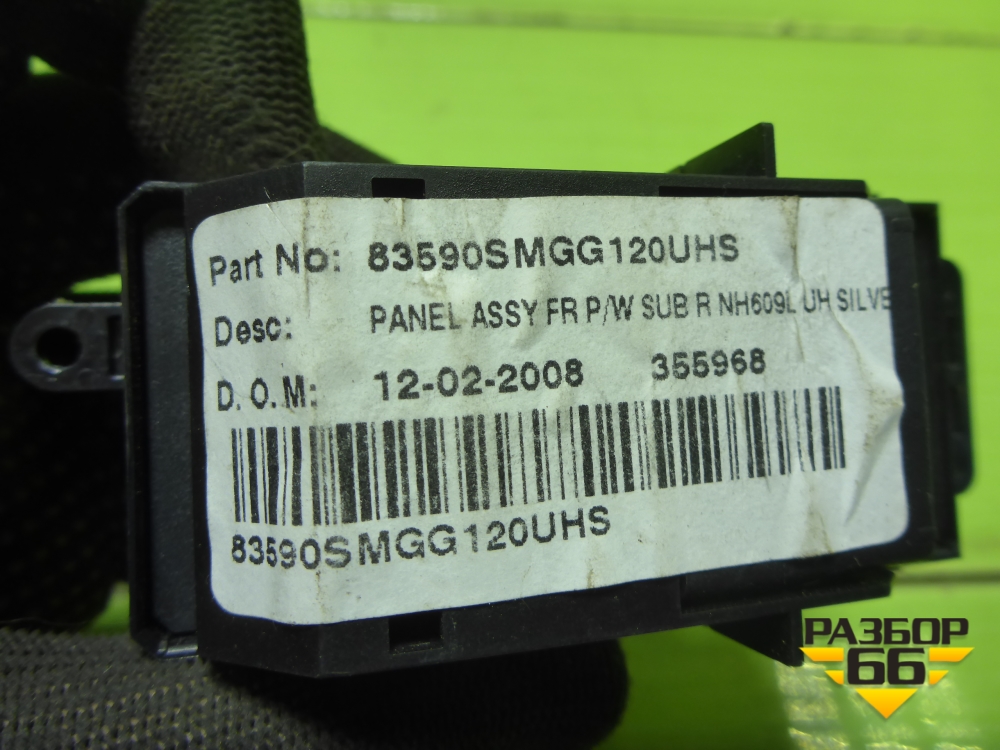 Part No: 83590SMGG120UHS
Desc: PANEL ASSY FR P/W SUB R NH609L UH SILVE
D.O.M: 12-02-2008 355968
83590SMGG120UHS
РАЗБОР
66